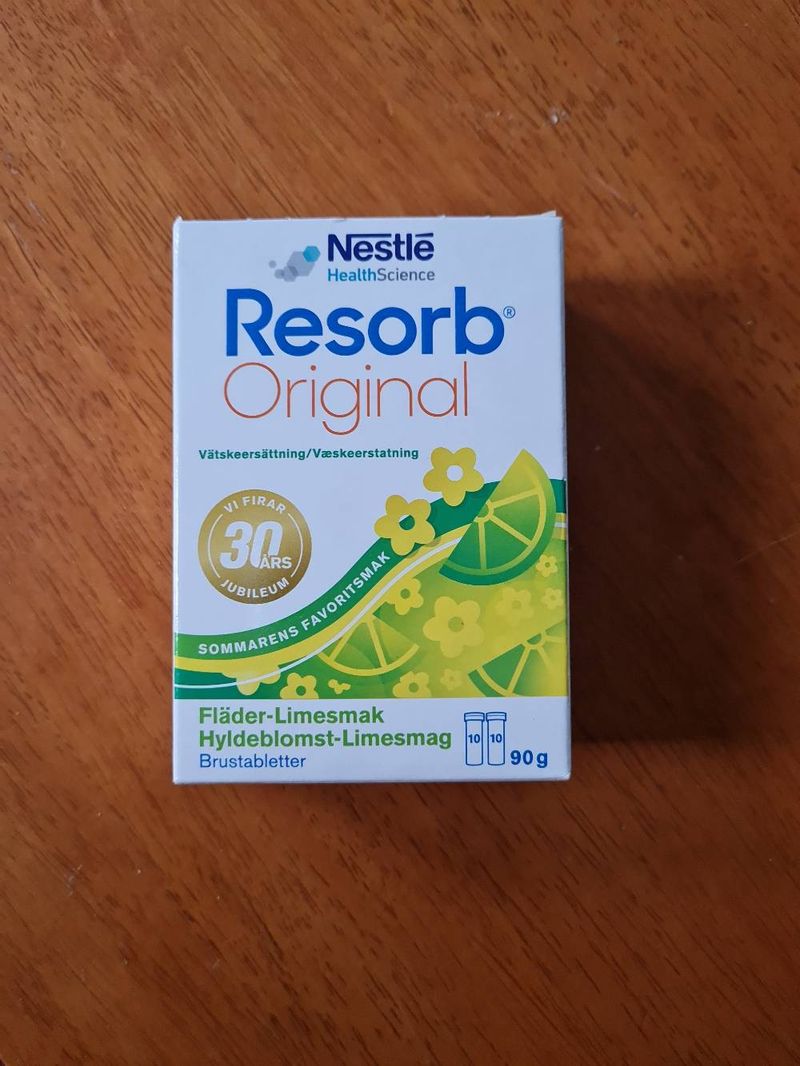 Nestlé
HealthScience
Resorb®
Original
Vätskeersättning/Væskeerstatning
VI FIRAR
30
ÅRS
JUBILEUM
SOMMARENS FAVORITSMAK
Fläder-Limesmak
Hyldeblomst-Limesmag
Brustabletter
10 10
90 g